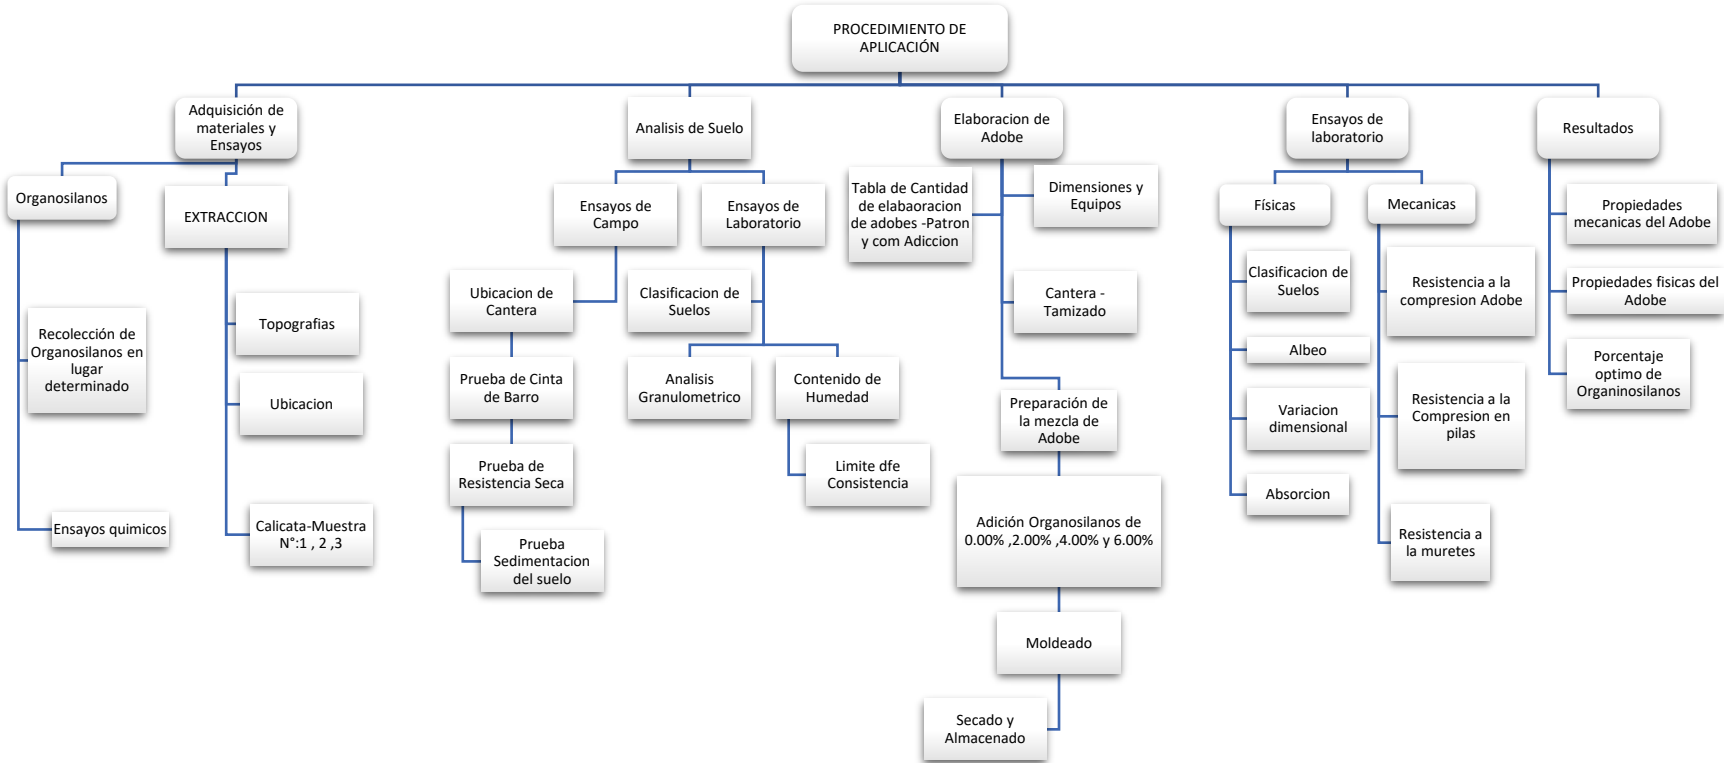 PROCEDIMIENTO DE
APLICACIÓN
Adquisición de
materiales y
Ensayos
Organosilanos
Recolección de
Organosilanos en
lugar
determinado
Ensayos quimicos
EXTRACCION
Topografias
Ubicacion
Calicata-Muestra
N°:1 , 2 ,3
Analisis de Suelo
Ensayos de
Campo
Ubicacion de
Cantera
Prueba de Cinta
de Barro
Prueba de
Resistencia Seca
Prueba
Sedimentacion
del suelo
Ensayos de
Laboratorio
Clasificacion de
Suelos
Analisis
Granulometrico
Contenido de
Humedad
Limite dfe
Consistencia
Elaboracion de
Adobe
Tabla de Cantidad
de elabaoracion
de adobes -Patron
y com Adiccion
Dimensiones y
Equipos
Cantera -
Tamizado
Preparación de
la mezcla de
Adobe
Adición Organosilanos de
0.00% ,2.00% ,4.00% y 6.00%
Moldeado
Secado y
Almacenado
Ensayos de
laboratorio
Físicas
Clasificacion de
Suelos
Albeo
Variacion
dimensional
Absorcion
Mecanicas
Resistencia a la
compresion Adobe
Resistencia a la
Compresion en
pilas
Resistencia a
la muretes
Resultados
Propiedades
mecanicas del Adobe
Propiedades fisicas del
Adobe
Porcentaje
optimo de
Organinosilanos